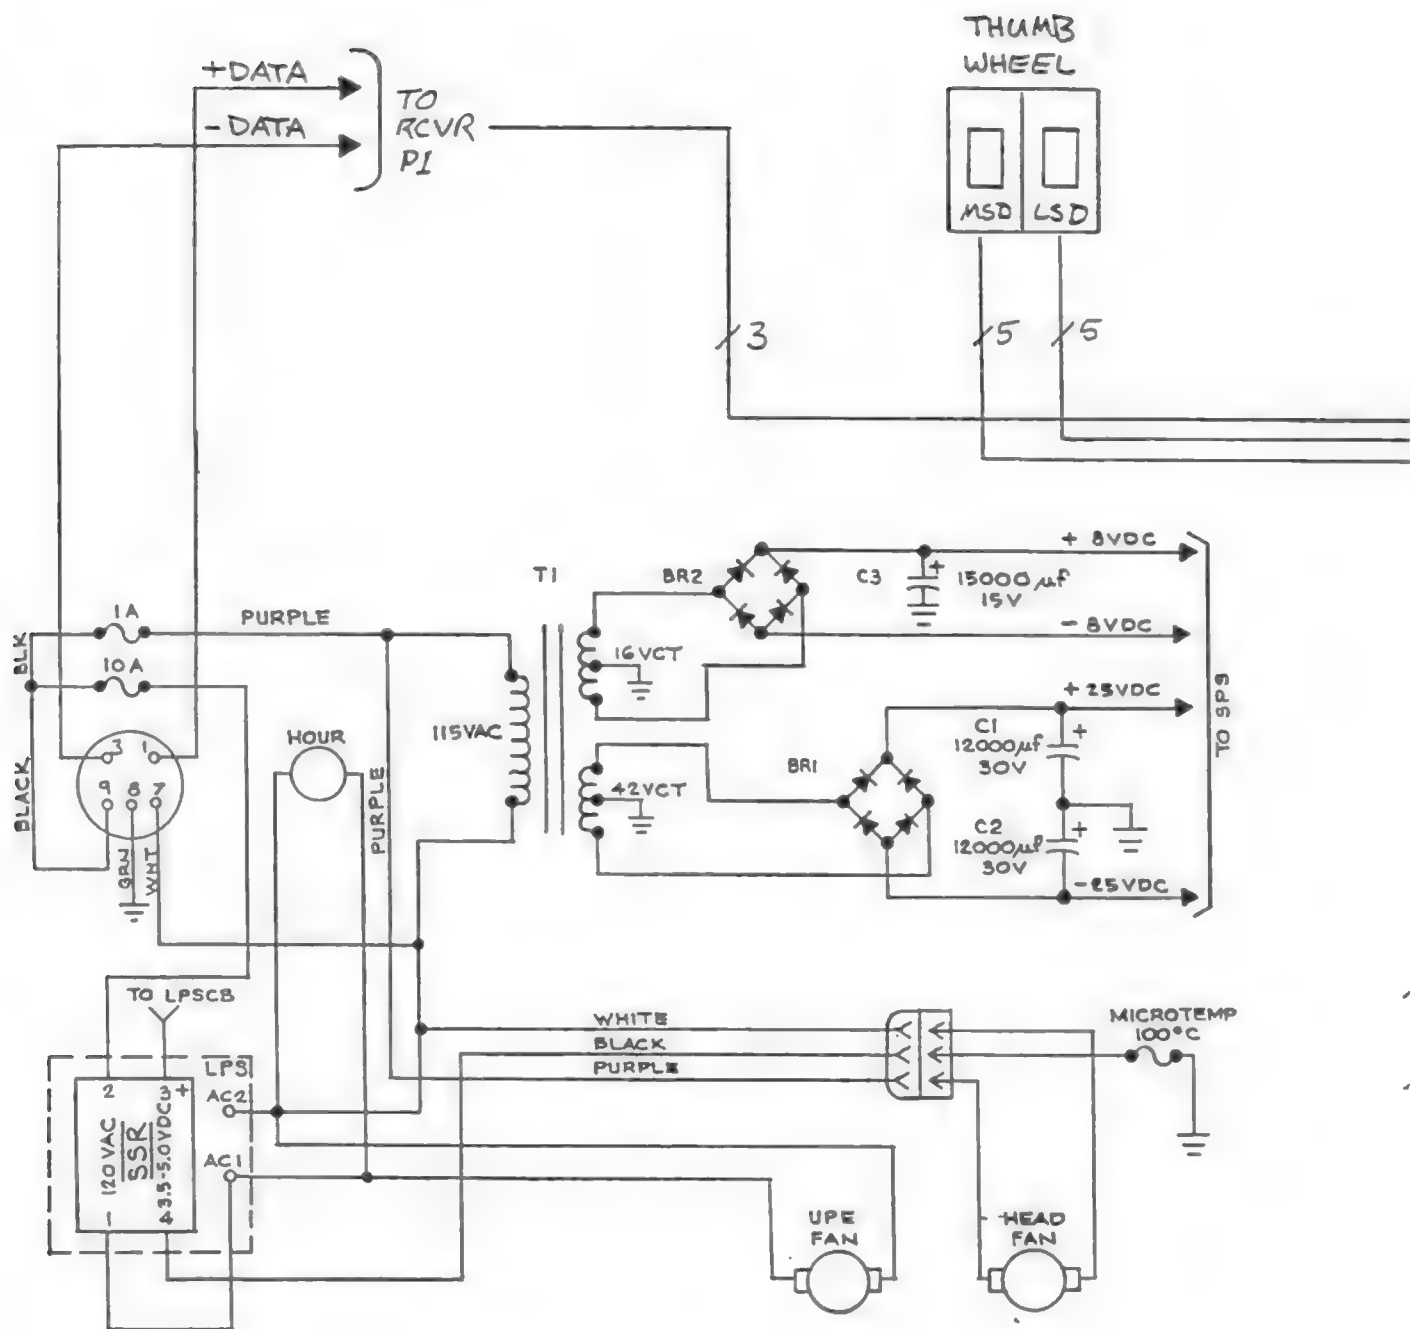 THUMB
WHEEL
+DATA
-DATA
TO
RCVR
P1
MSD
LSD
3
5
5
+ 8VDC
T1
BR2
C3
15000µf
15V
1A
PURPLE
BLK
- 8VDC
16VCT
10A
+25VDC
TO SPS
HOUR
115VAC
C1
12000µf
30V
3
1
BLACK
PURPLE
BR1
9
8
7
42VCT
C2
12000µf
30V
GRN
WHT
-25VDC
TO LPSCB
WHITE
BLACK
PURPLE
MICROTEMP
100°C
LPS
2
3 +
AC2
120VAC
SSR
3.5-5.0VDC
AC1
1
4
UPE
FAN
HEAD
FAN